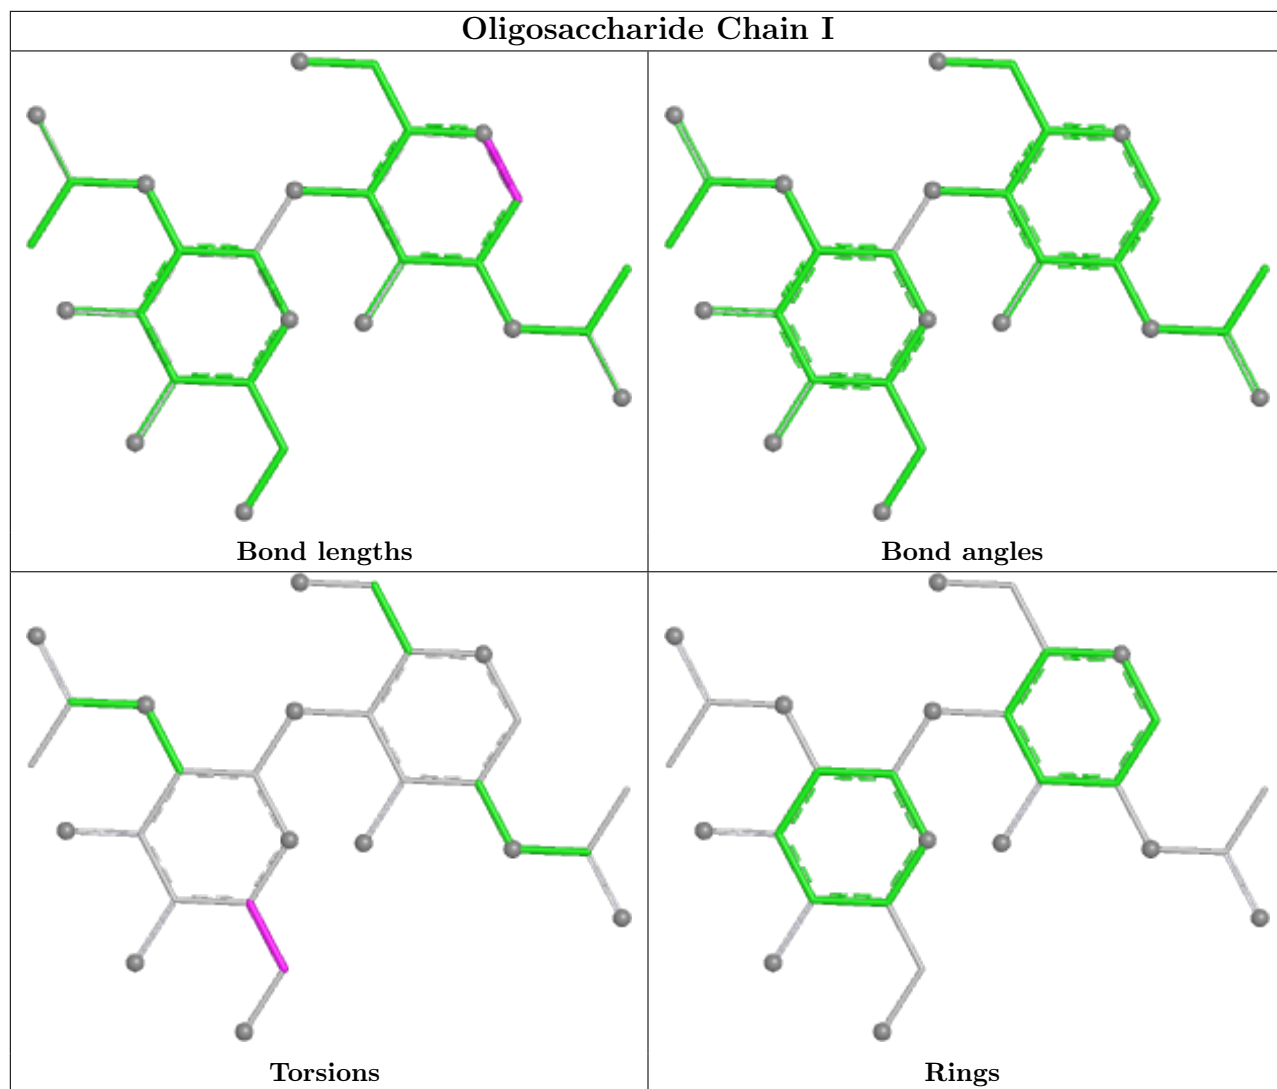 Oligosaccharide Chain I
Bond lengths
Bond angles
Torsions
Rings